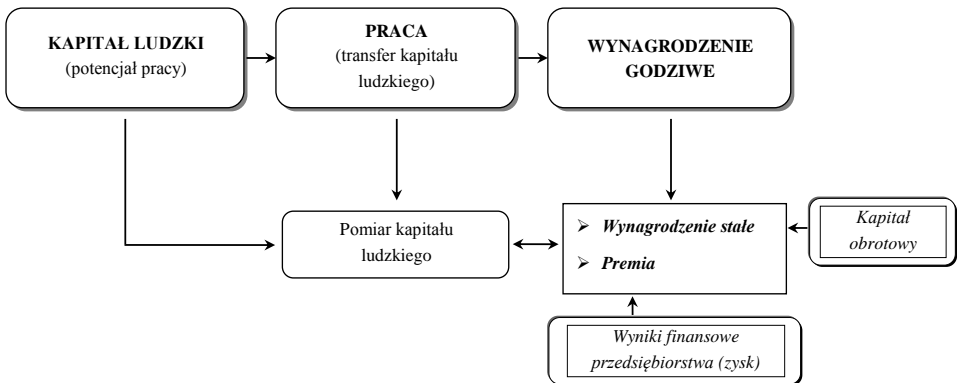 KAPITAŁ LUDZKI
(potencjał pracy)
PRACA
(transfer kapitału
ludzkiego)
WYNAGRODZENIE
GODZIWE
Pomiar kapitału
ludzkiego
➢ Wynagrodzenie stałe
➢ Premia
Kapitał
obrotowy
Wyniki finansowe
przedsiębiorstwa (zysk)